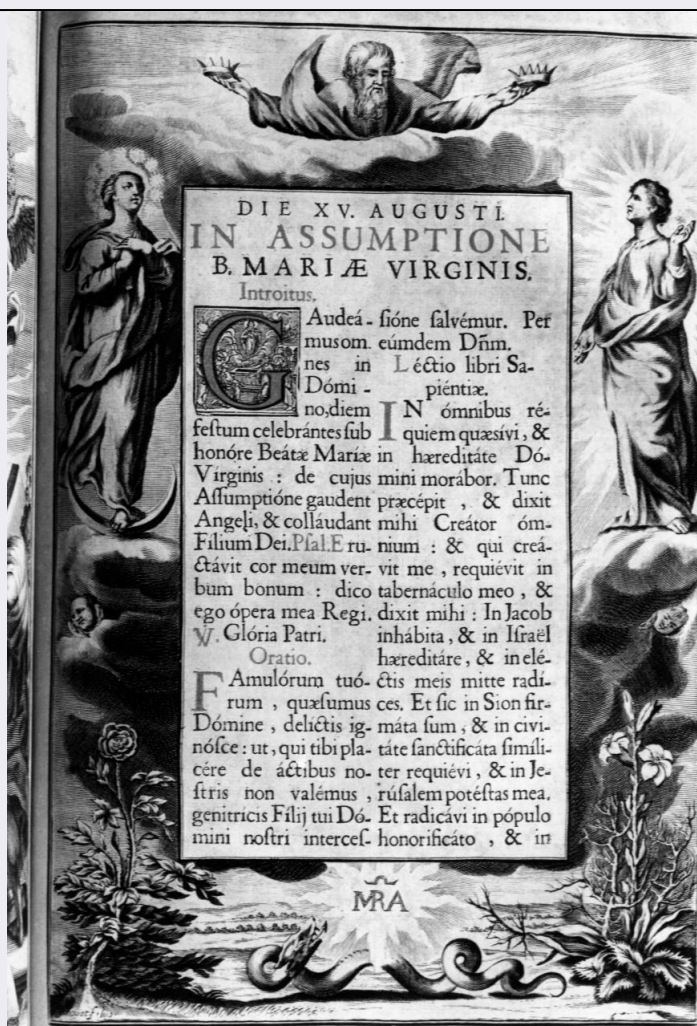 DIE XV. AUGUSTI.
IN ASSUMPTIONE
B. MARIÆ VIRGINIS.
Introitus.
GAudeá-
musom.
nes in
Dómi-
no,diem
feſtum celebrántes ſub
honóre Beátæ Maríæ
Vírginis : de cujus
Aſſumptióne gaudent
Angeli, & colláudant
Filium Dei.Pſal.E ru-
ctávit cor meum ver-
bum bonum : dico
ego ópera mea Regi.
℣. Glória Patri.
Oratio.
FAmulórum tuó-
rum , quæſumus
Dómine , delictis ig-
nóſce : ut, qui tibi pla-
cére de áctibus no-
ſtris non valémus ,
genitrícis Fílij tui Dó-
mini noſtri interceſ-
ſióne ſalvémur. Per
eúmdem Dñm.
Léctio libri Sa-
piéntiæ.
IN ómnibus ré-
quiem quæsívi, &
in hæreditáte Dó-
mini morábor. Tunc
præcépit , & dixit
mihi Creátor óm-
nium : & qui creá-
vit me , requiévit in
tabernáculo meo , &
dixit mihi : In Jacob
inhábita, & in Iſraël
hæreditáre , & in elé-
ctis meis mitte radí-
ces. Et ſic in Sion fir-
máta ſum , & in civi-
táte ſanctificáta ſimíli-
ter requiévi , & in Je-
rúſalem potéſtas mea.
Et radicávi in pópulo
honorificáto , & in
MRA